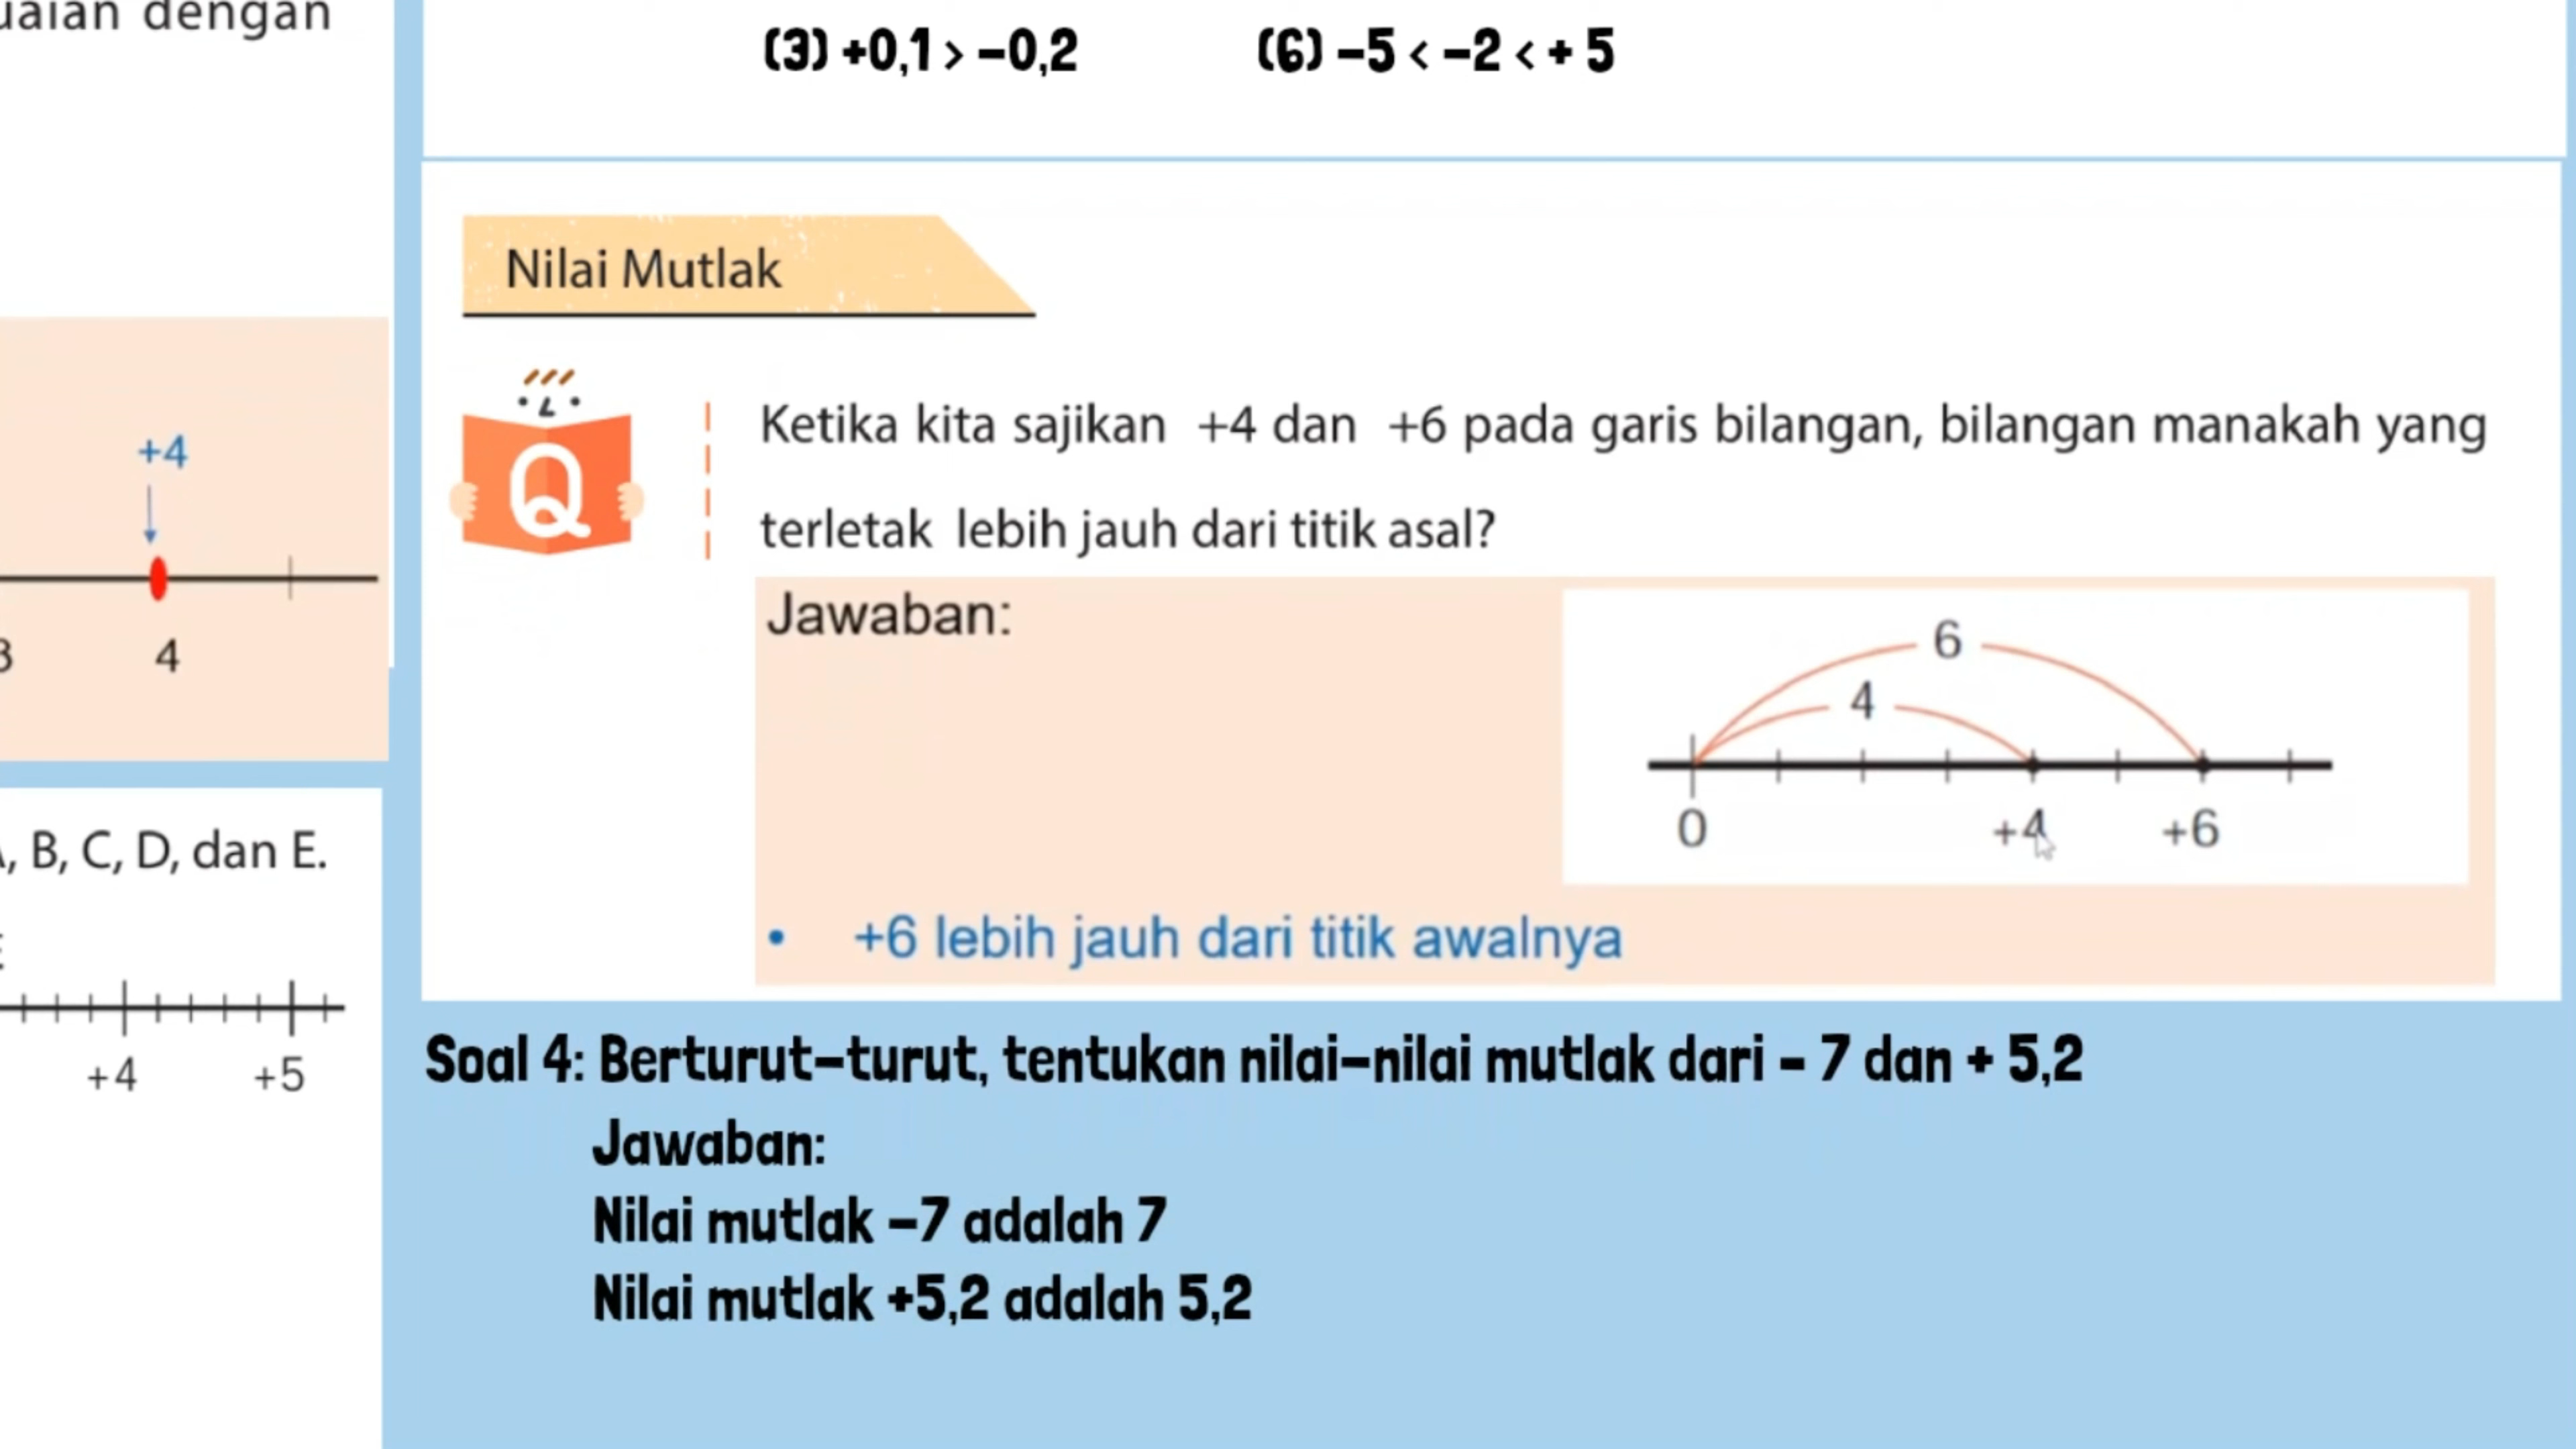 dengan
+4
4
B, C, D, dan E.
+4 +5
(3) +0,1 > –0,2 (6) –5 < –2 < + 5
Nilai Mutlak
Q
Ketika kita sajikan +4 dan +6 pada garis bilangan, bilangan manakah yang
terletak lebih jauh dari titik asal?
Jawaban:
6
4
0 +4 +6
• +6 lebih jauh dari titik awalnya
Soal 4: Berturut–turut, tentukan nilai–nilai mutlak dari – 7 dan + 5,2
Jawaban:
Nilai mutlak –7 adalah 7
Nilai mutlak +5,2 adalah 5,2